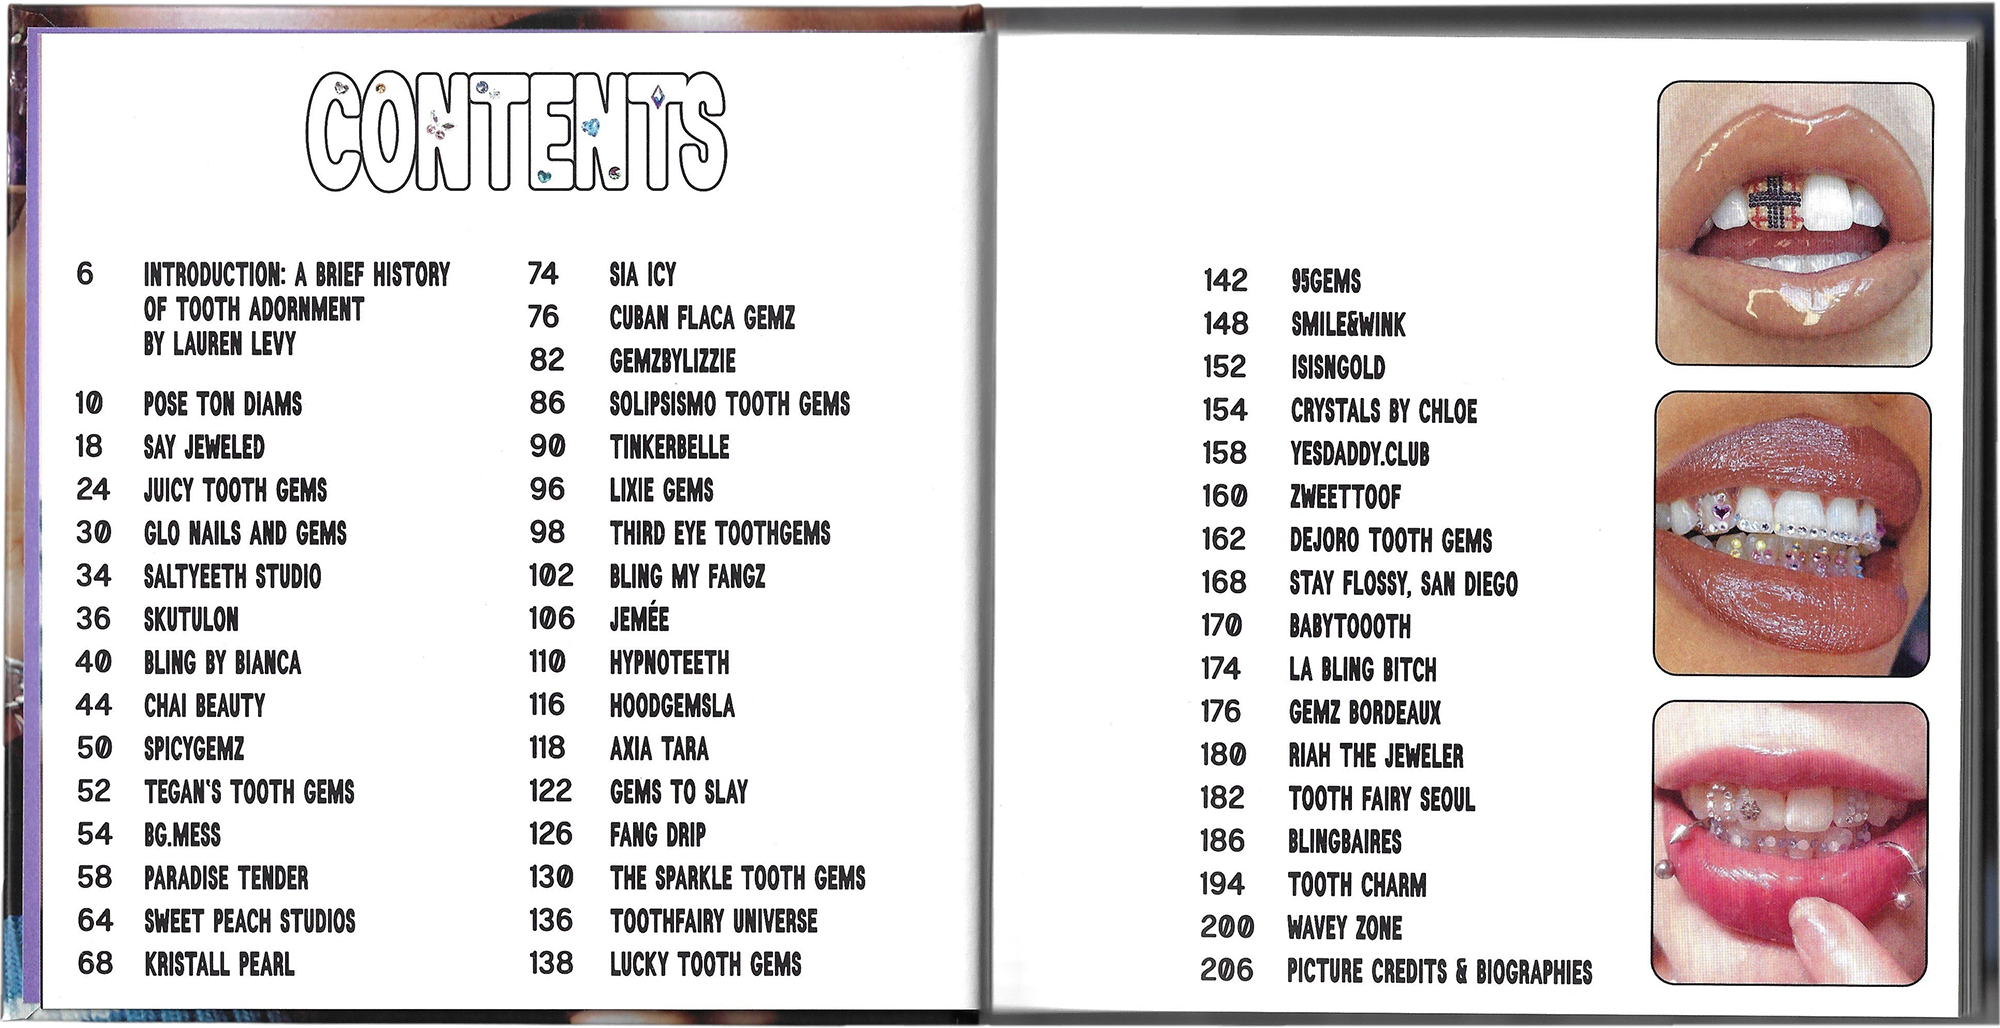 CONTENTS
6 INTRODUCTION: A BRIEF HISTORY
OF TOOTH ADORNMENT
BY LAUREN LEVY
10 POSE TON DIAMS
18 SAY JEWELED
24 JUICY TOOTH GEMS
30 GLO NAILS AND GEMS
34 SALTYEETH STUDIO
36 SKUTULON
40 BLING BY BIANCA
44 CHAI BEAUTY
50 SPICYGEMZ
52 TEGAN'S TOOTH GEMS
54 BG.MESS
58 PARADISE TENDER
64 SWEET PEACH STUDIOS
68 KRISTALL PEARL
74 SIA ICY
76 CUBAN FLACA GEMZ
82 GEMZBYLIZZIE
86 SOLIPSISMO TOOTH GEMS
90 TINKERBELLE
96 LIXIE GEMS
98 THIRD EYE TOOTHGEMS
102 BLING MY FANGZ
106 JEMÉE
110 HYPNOTEETH
116 HOODGEMSLA
118 AXIA TARA
122 GEMS TO SLAY
126 FANG DRIP
130 THE SPARKLE TOOTH GEMS
136 TOOTHFAIRY UNIVERSE
138 LUCKY TOOTH GEMS
142 95GEMS
148 SMILE&WINK
152 ISISNGOLD
154 CRYSTALS BY CHLOE
158 YESDADDY.CLUB
160 ZWEETTOOF
162 DEJORO TOOTH GEMS
168 STAY FLOSSY, SAN DIEGO
170 BABYTOOOTH
174 LA BLING BITCH
176 GEMZ BORDEAUX
180 RIAH THE JEWELER
182 TOOTH FAIRY SEOUL
186 BLINGBAIRES
194 TOOTH CHARM
200 WAVEY ZONE
206 PICTURE CREDITS & BIOGRAPHIES